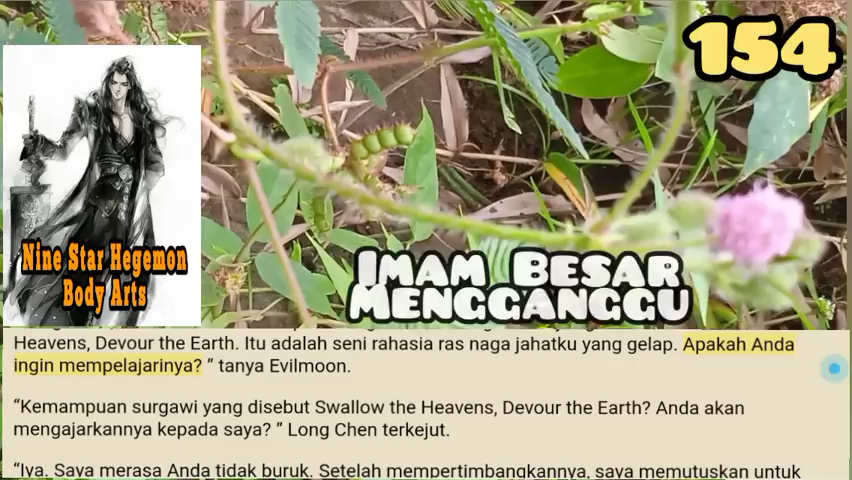 154
Nine Star Hegemon
Body Arts
Imam Besar
Mengganggu
Heavens, Devour the Earth. Itu adalah seni rahasia ras naga jahatku yang gelap. Apakah Anda
ingin mempelajarinya? ” tanya Evilmoon.
“Kemampuan surgawi yang disebut Swallow the Heavens, Devour the Earth? Anda akan
mengajarkannya kepada saya? ” Long Chen terkejut.
“Iya. Saya merasa Anda tidak buruk. Setelah mempertimbangkannya, saya memutuskan untuk